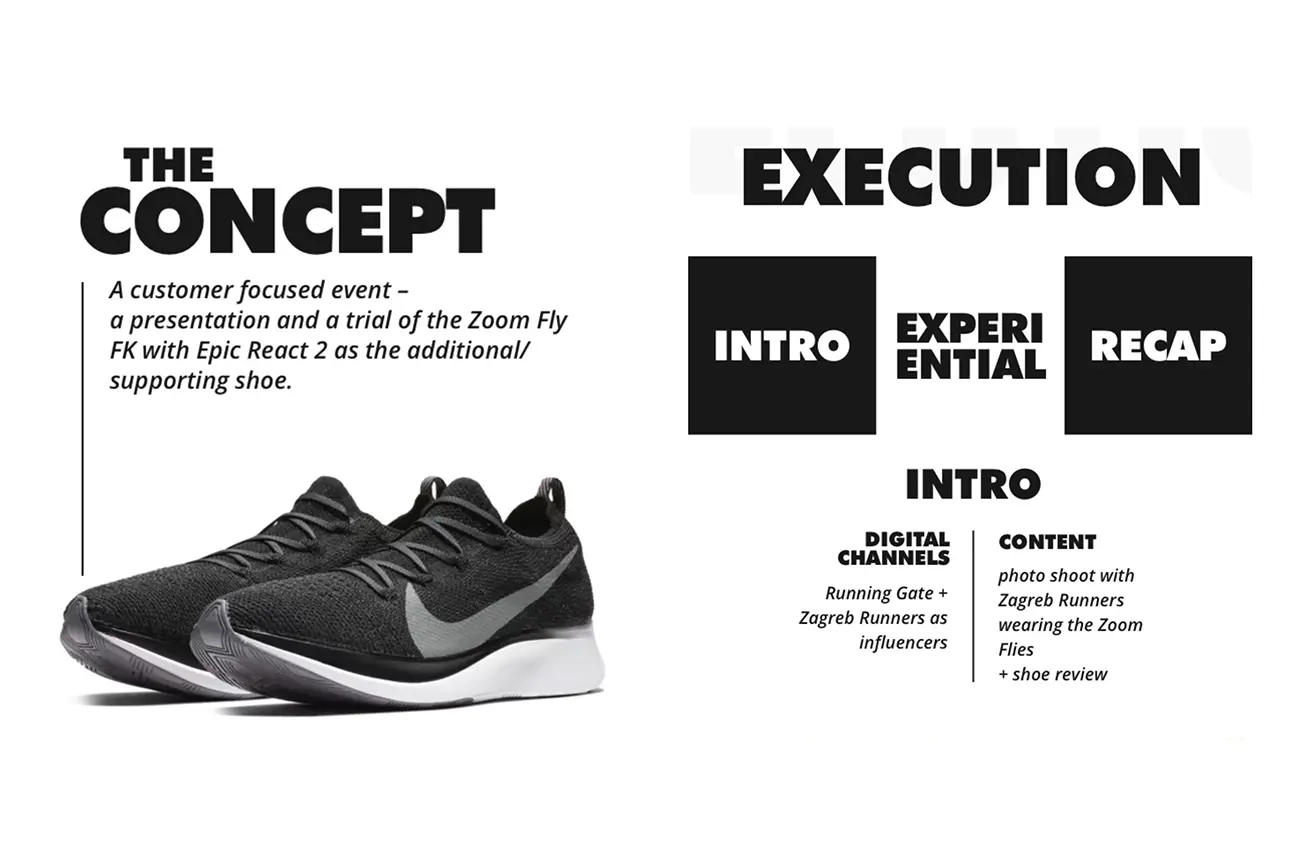 THE
CONCEPT
A customer focused event –
a presentation and a trial of the Zoom Fly
FK with Epic React 2 as the additional/
supporting shoe.
EXECUTION
INTRO
EXPERI
ENTIAL
RECAP
INTRO
DIGITAL
CHANNELS
Running Gate +
Zagreb Runners as
influencers
CONTENT
photo shoot with
Zagreb Runners
wearing the Zoom
Flies
+ shoe review